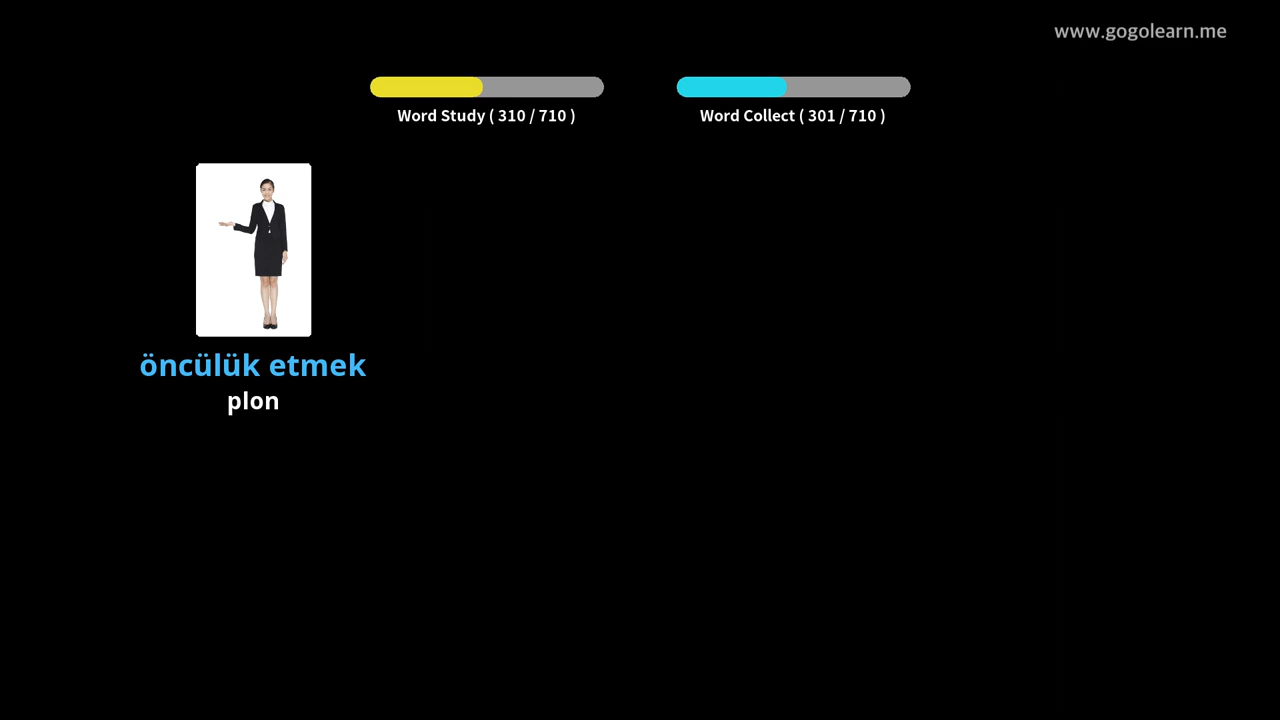 www.gogolearn.me
Word Study ( 310 / 710 )
Word Collect ( 301 / 710 )
öncülük etmek
plon